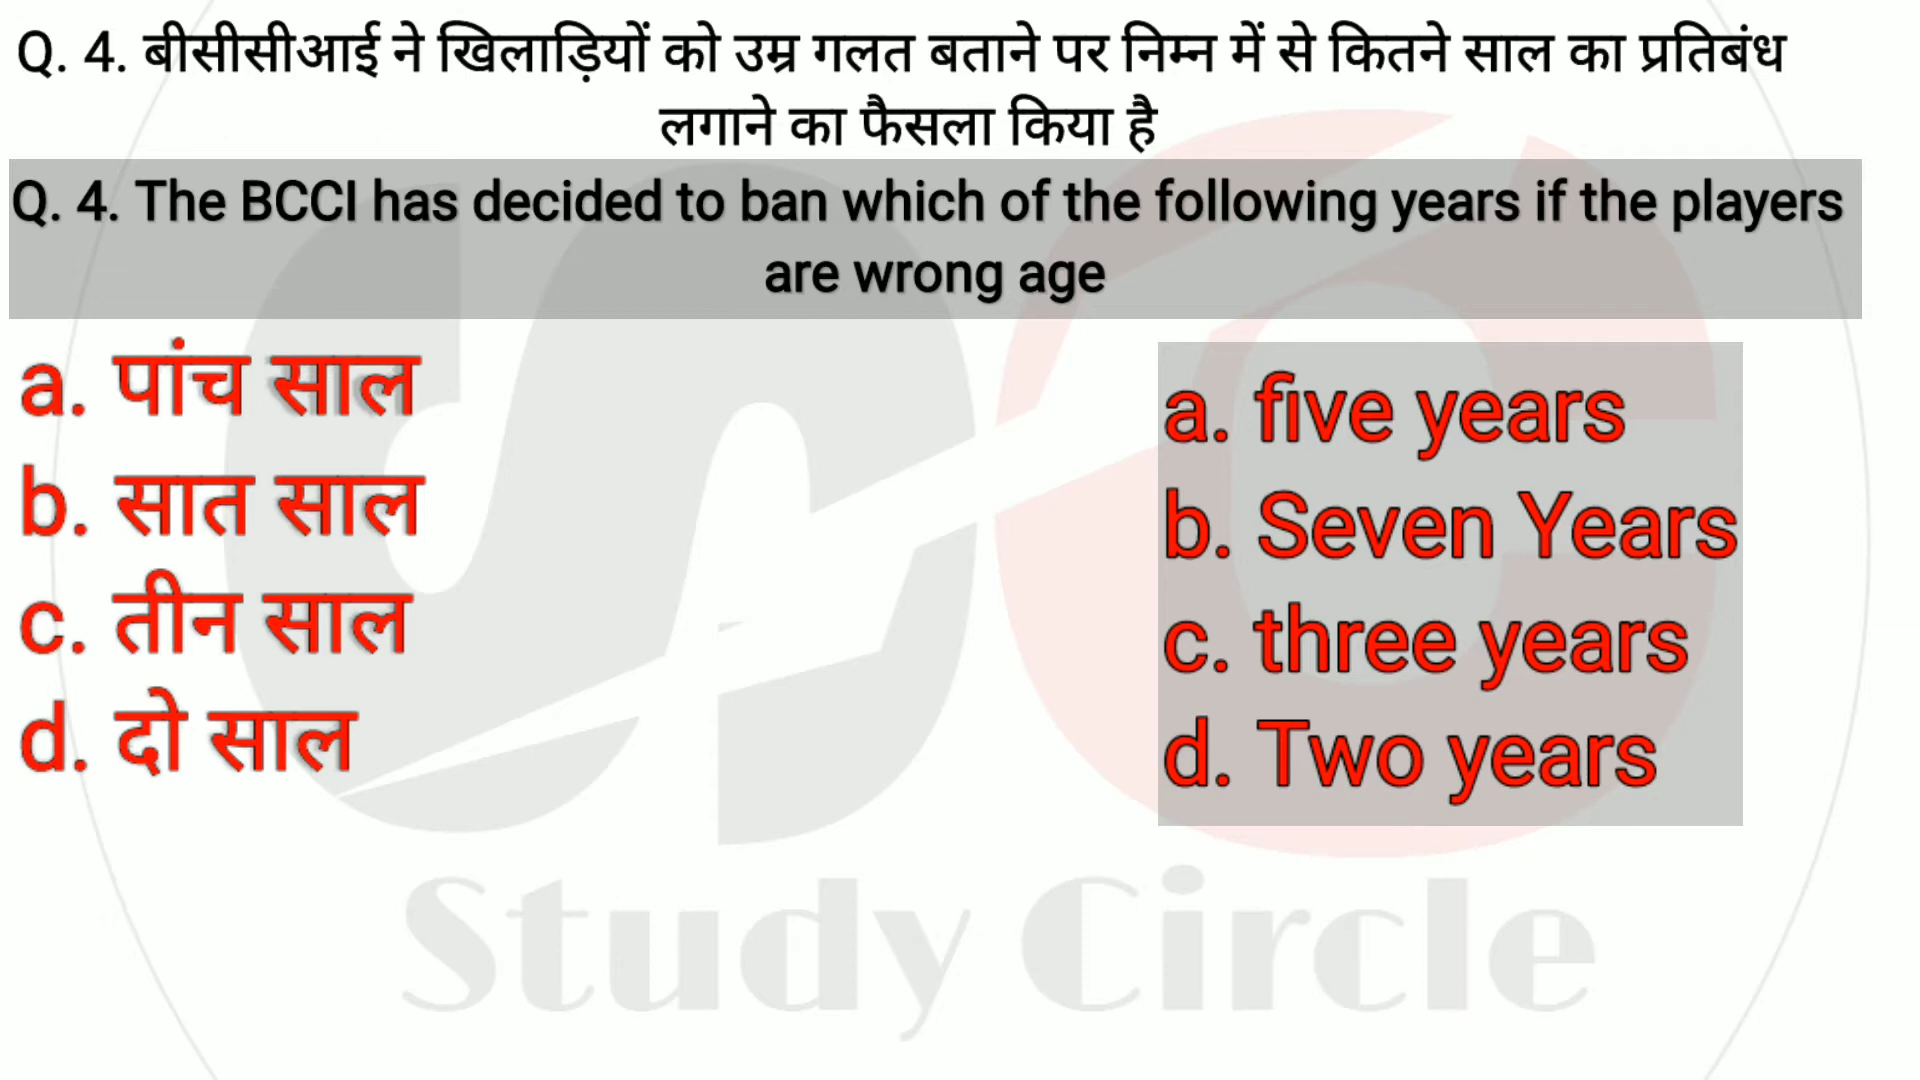 Q. 4. बीसीसीआई ने खिलाड़ियों को उम्र गलत बताने पर निम्न में से कितने साल का प्रतिबंध
लगाने का फैसला किया है
Q. 4. The BCCI has decided to ban which of the following years if the players
are wrong age
a. पांच साल
b. सात साल
c. तीन साल
d. दो साल
a. five years
b. Seven Years
c. three years
d. Two years
Study Circle